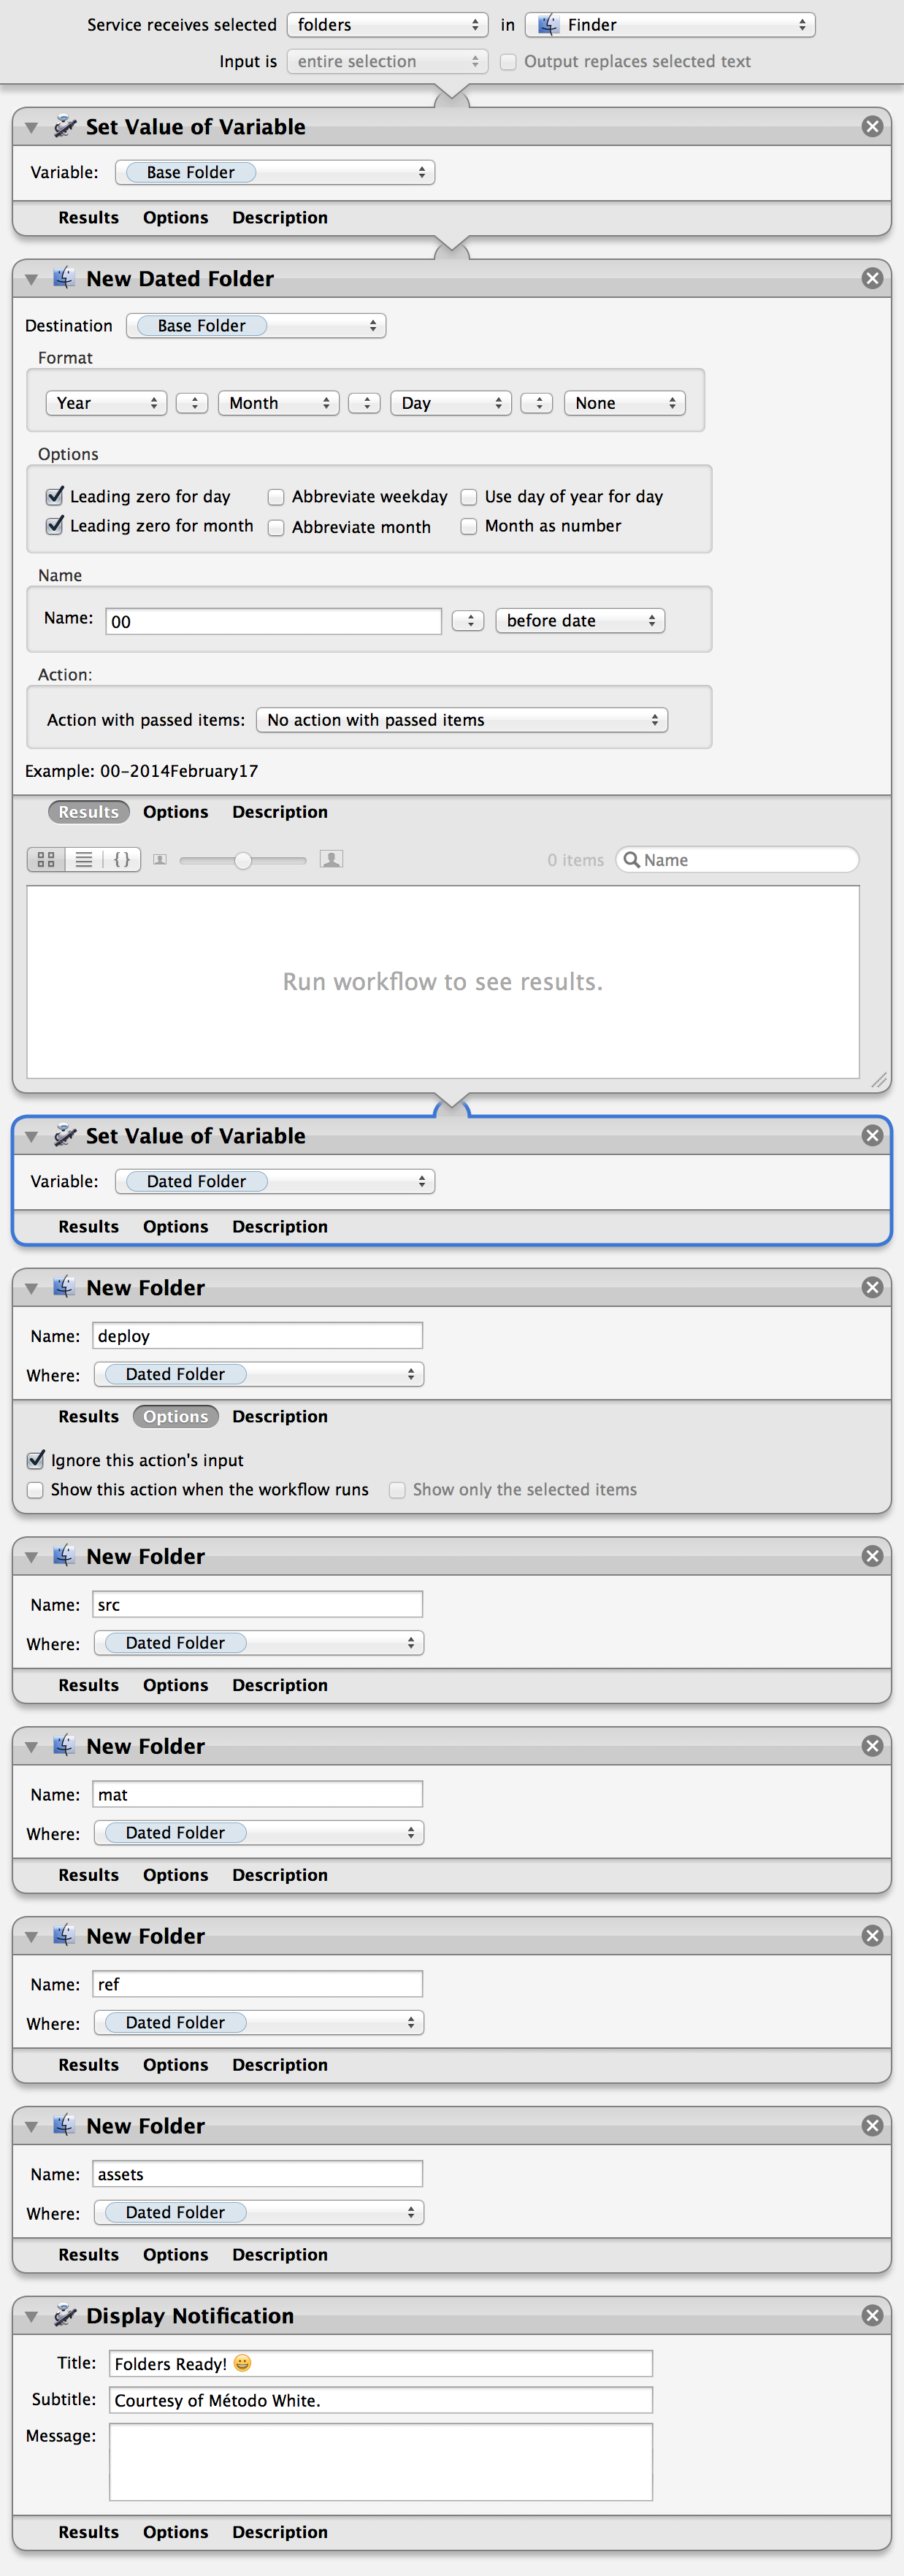 Service receives selected folders in Finder
Input is entire selection Output replaces selected text
Set Value of Variable
Variable: Base Folder
Results Options Description
New Dated Folder
Destination Base Folder
Format
Year Month Day None
Options
Leading zero for day Abbreviate weekday Use day of year for day
Leading zero for month Abbreviate month Month as number
Name
Name: 00 before date
Action:
Action with passed items: No action with passed items
Example: 00-2014February17
Results Options Description
{} 0 items Name
Run workflow to see results.
Set Value of Variable
Variable: Dated Folder
Results Options Description
New Folder
Name: deploy
Where: Dated Folder
Results Options Description
Ignore this action's input
Show this action when the workflow runs Show only the selected items
New Folder
Name: src
Where: Dated Folder
Results Options Description
New Folder
Name: mat
Where: Dated Folder
Results Options Description
New Folder
Name: ref
Where: Dated Folder
Results Options Description
New Folder
Name: assets
Where: Dated Folder
Results Options Description
Display Notification
Title: Folders Ready! 😀
Subtitle: Courtesy of Método White.
Message:
Results Options Description